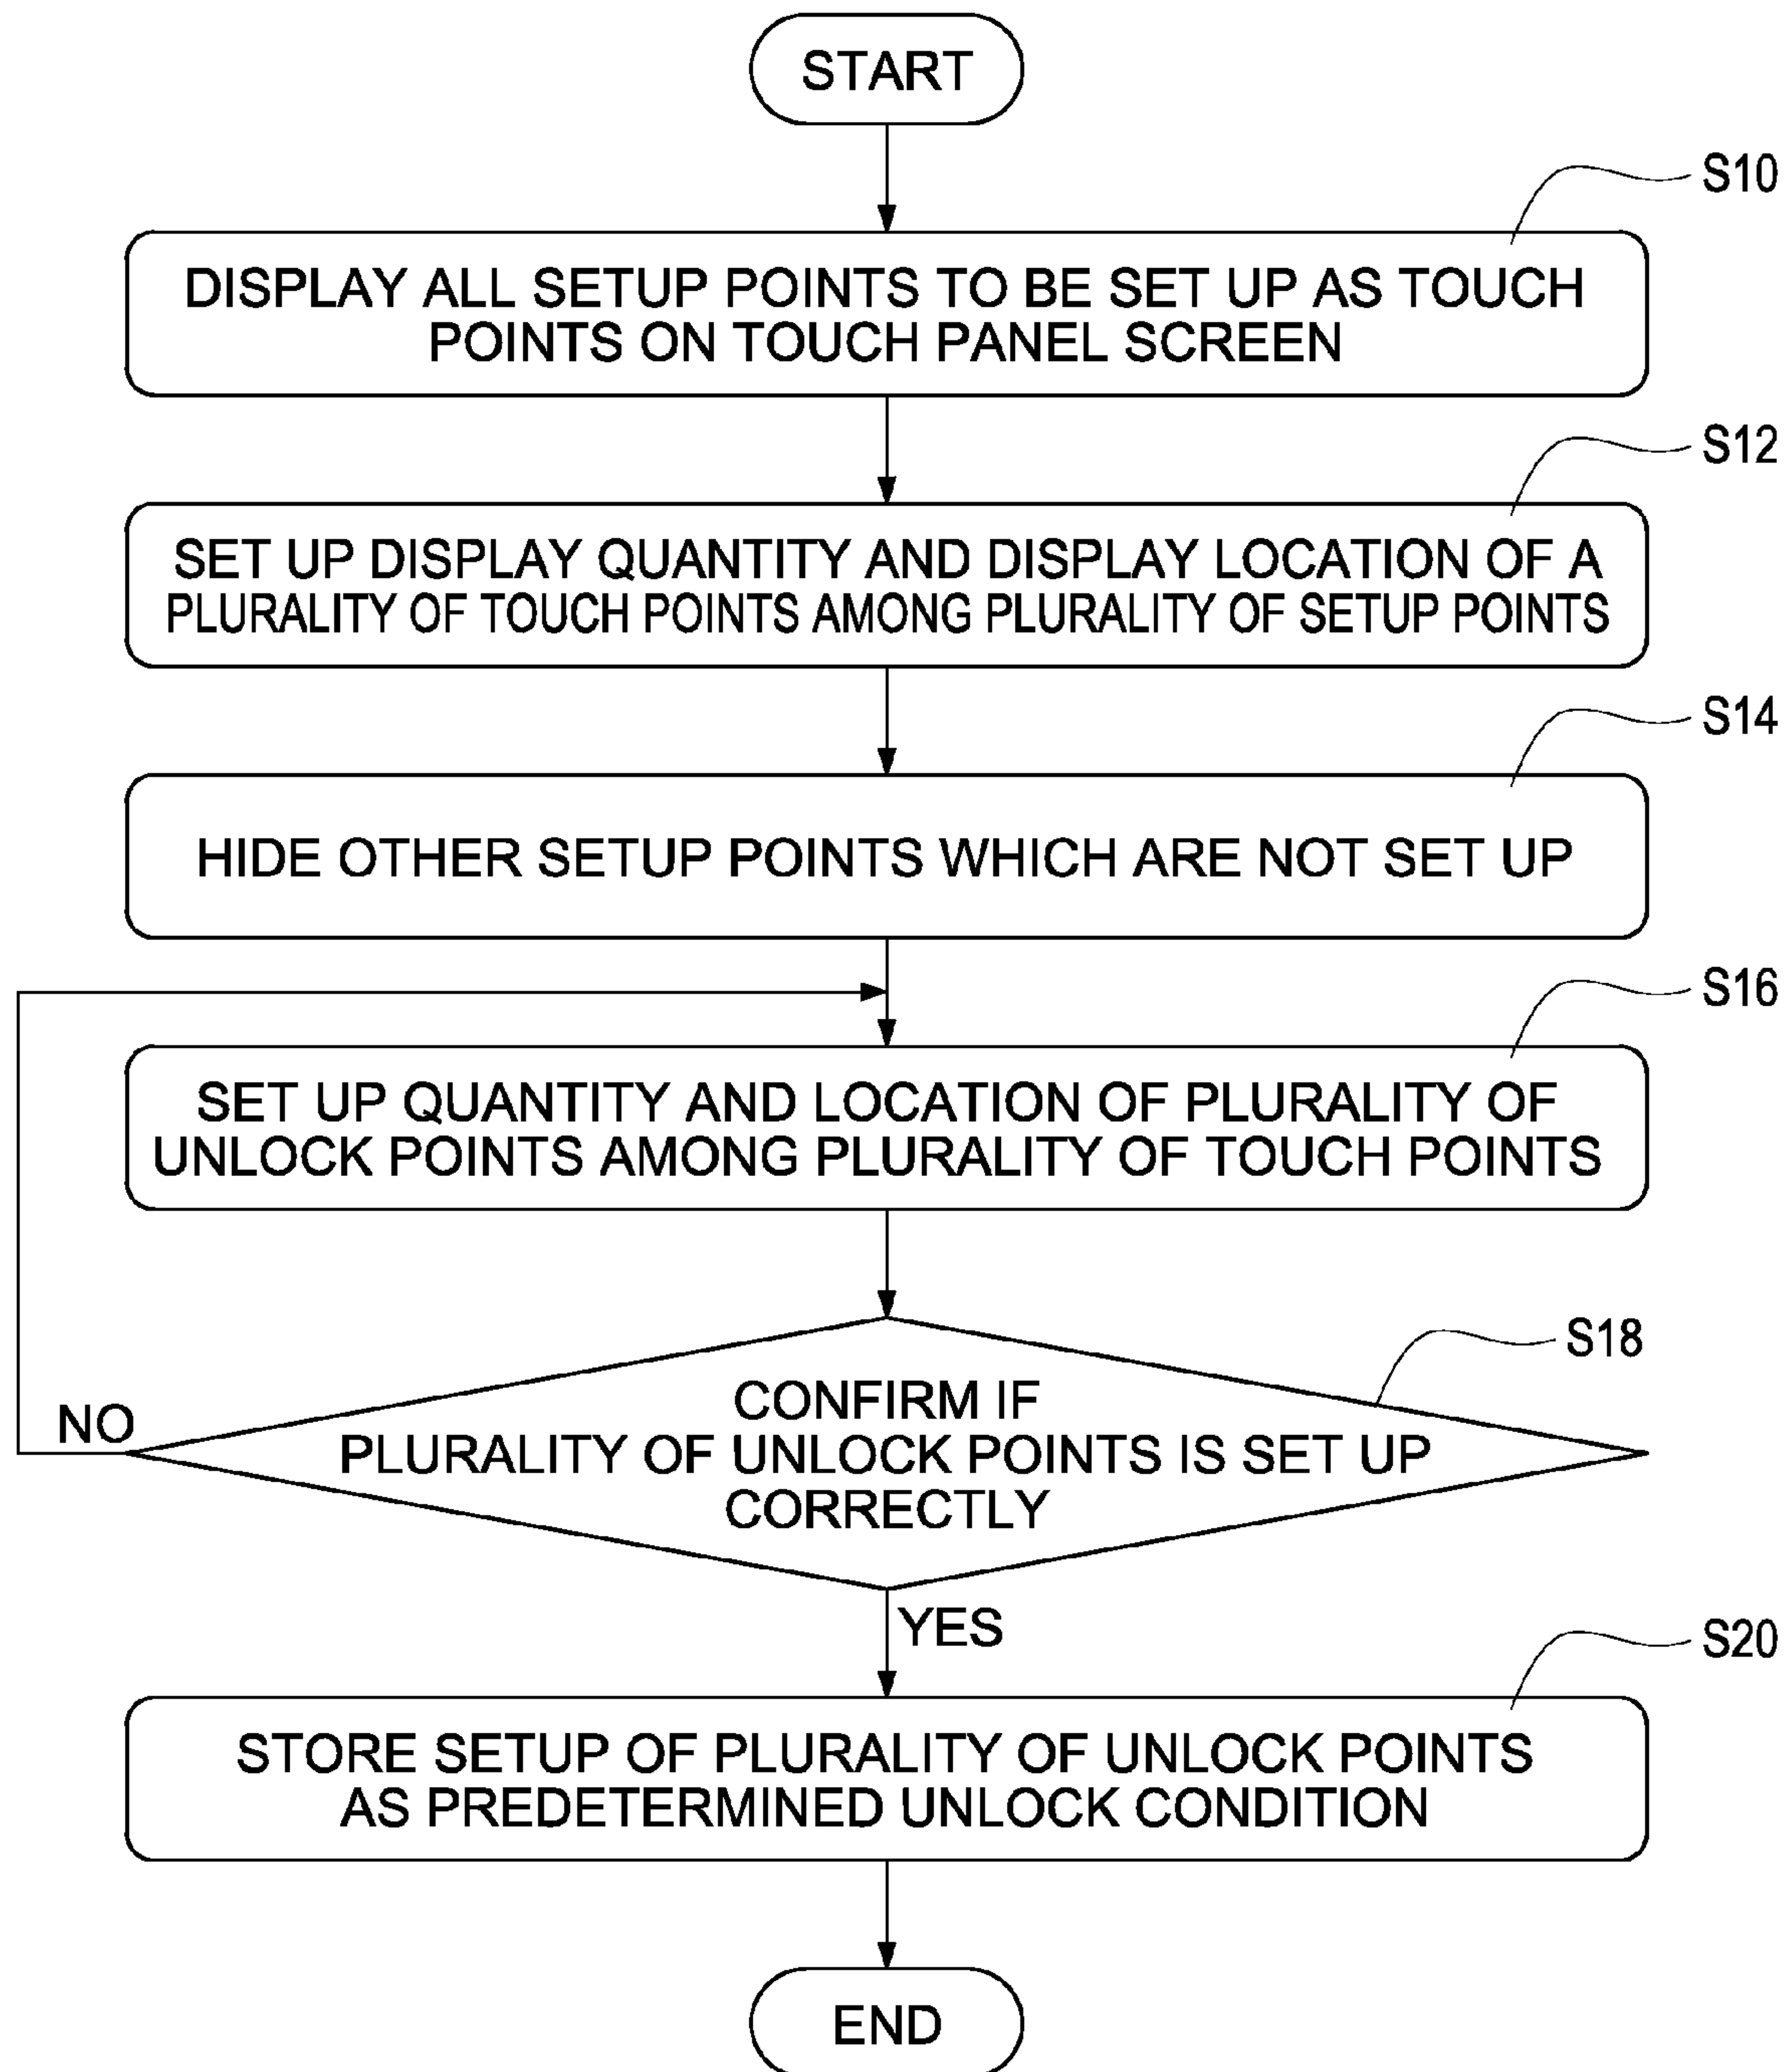 START
S10
DISPLAY ALL SETUP POINTS TO BE SET UP AS TOUCH
POINTS ON TOUCH PANEL SCREEN
S12
SET UP DISPLAY QUANTITY AND DISPLAY LOCATION OF A
PLURALITY OF TOUCH POINTS AMONG PLURALITY OF SETUP POINTS
S14
HIDE OTHER SETUP POINTS WHICH ARE NOT SET UP
S16
SET UP QUANTITY AND LOCATION OF PLURALITY OF
UNLOCK POINTS AMONG PLURALITY OF TOUCH POINTS
S18
CONFIRM IF
PLURALITY OF UNLOCK POINTS IS SET UP
CORRECTLY
NO
YES
S20
STORE SETUP OF PLURALITY OF UNLOCK POINTS
AS PREDETERMINED UNLOCK CONDITION
END